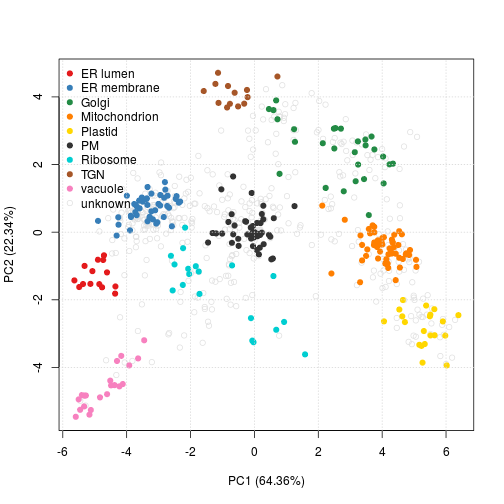 ER lumen
ER membrane
Golgi
Mitochondrion
Plastid
PM
Ribosome
TGN
vacuole
unknown
4
2
0
-2
-4
PC2 (22.34%)
-6 -4 -2 0 2 4 6
PC1 (64.36%)